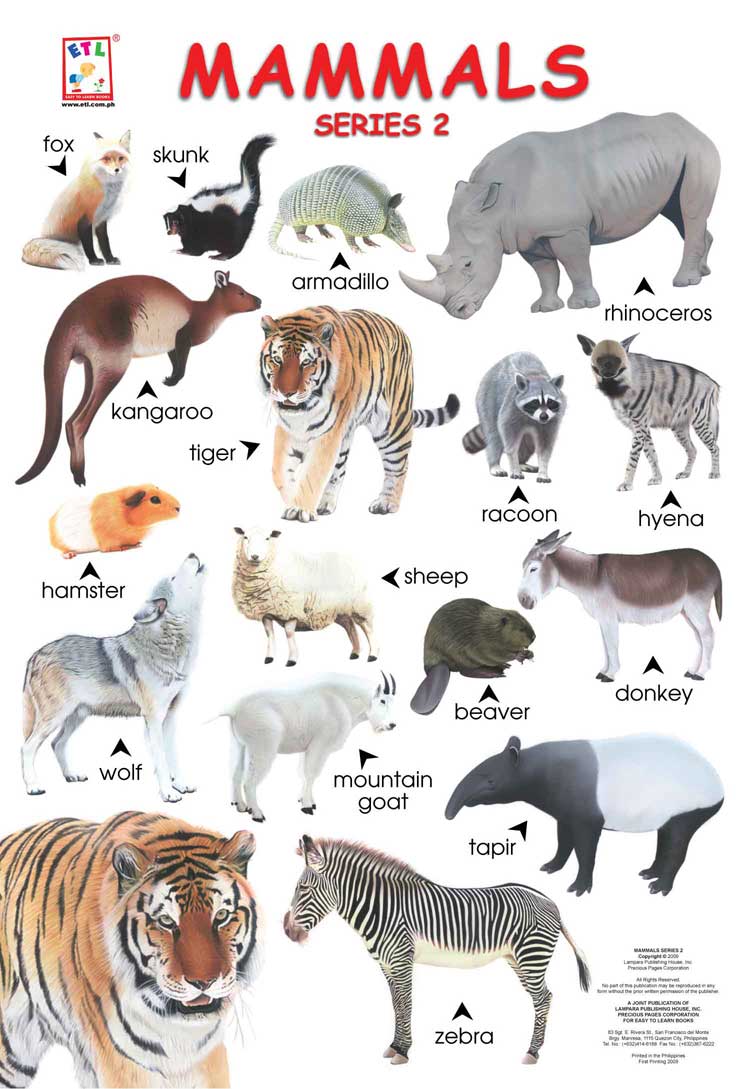 ETL®
EASY TO LEARN BOOKS
www.etl.com.ph
MAMMALS
SERIES 2
fox
skunk
armadillo
rhinoceros
kangaroo
tiger
racoon
hyena
hamster
sheep
beaver
donkey
wolf
mountain
goat
tapir
zebra
MAMMALS SERIES 2
Copyright © 2009
Lampara Publishing House, Inc.
Precious Pages Corporation
All Rights Reserved.
No part of this publication may be reproduced in any
form without the prior written permission of the publisher.
A JOINT PUBLICATION OF
LAMPARA PUBLISHING HOUSE, INC.
PRECIOUS PAGES CORPORATION
FOR EASY TO LEARN BOOKS
83 Sgt. E. Rivera St., San Francisco del Monte
Brgy. Manresa, 1115 Quezon City, Philippines
Tel. No.: (+632)414-6188 Fax No.: (+632)367-6222
Printed in the Philippines
First Printing 2009